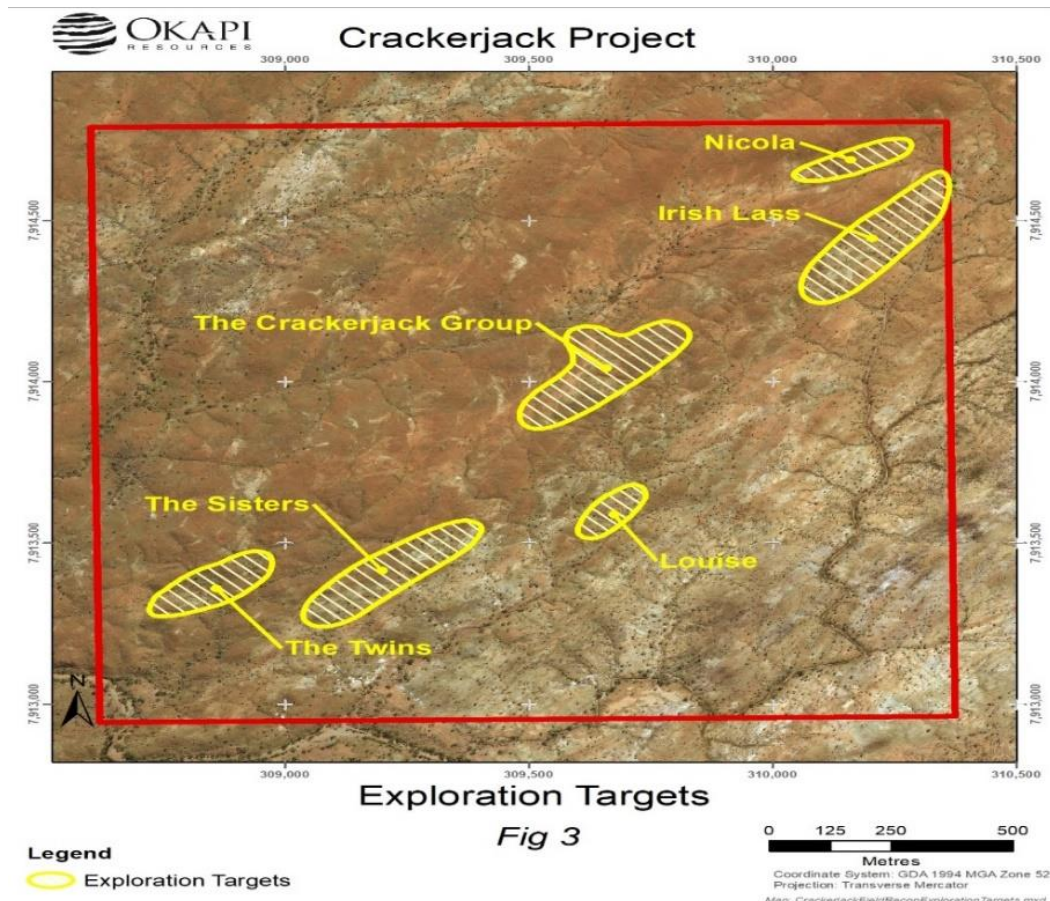 OKAPI
RESOURCES
Crackerjack Project
309,000 309,500 310,000 310,500
Nicola
7,914,500 7,914,500
Irish Lass
The Crackerjack Group
7,914,000 7,914,000
The Sisters
7,913,500 7,913,500
Louise
The Twins
N
7,913,000 7,913,000
309,000 309,500 310,000 310,500
Exploration Targets
Fig 3
0 125 250 500
Metres
Legend
Exploration Targets
Coordinate System: GDA 1994 MGA Zone 52
Projection: Transverse Mercator
Map: CrackerjackFieldReconExplorationTargets.mxd